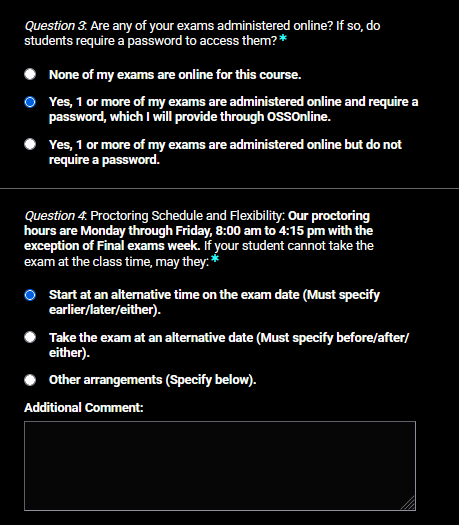 Question 3: Are any of your exams administered online? If so, do
students require a password to access them? *
None of my exams are online for this course.
Yes, 1 or more of my exams are administered online and require a
password, which I will provide through OSSOnline.
Yes, 1 or more of my exams are administered online but do not
require a password.
Question 4: Proctoring Schedule and Flexibility: Our proctoring
hours are Monday through Friday, 8:00 am to 4:15 pm with the
exception of Final exams week. If your student cannot take the
exam at the class time, may they: *
Start at an alternative time on the exam date (Must specify
earlier/later/either).
Take the exam at an alternative date (Must specify before/after/
either).
Other arrangements (Specify below).
Additional Comment: